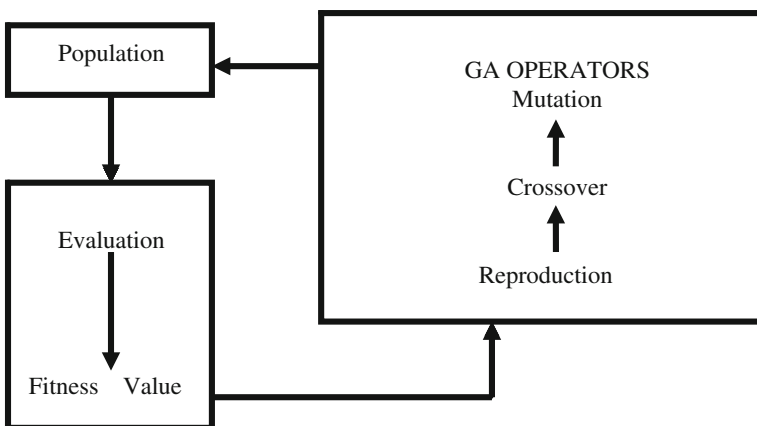 Population
GA OPERATORS
Mutation
Crossover
Reproduction
Evaluation
Fitness Value